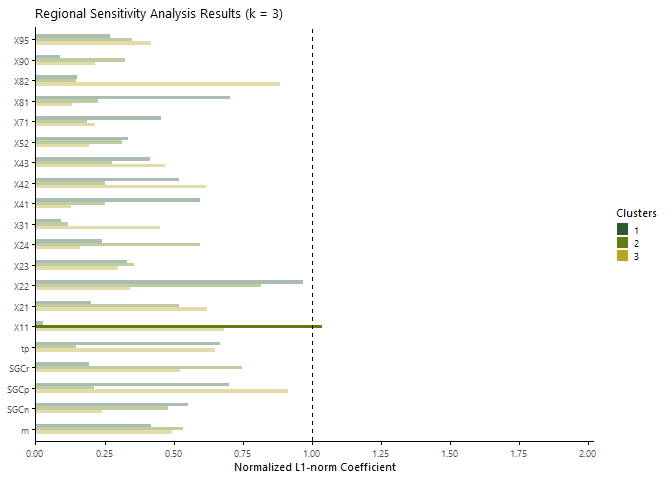 Regional Sensitivity Analysis Results (k = 3)
X95
X90
X82
X81
X71
X52
X43
X42
X41
X31
X24
X23
X22
X21
X11
tp
SGCr
SGCp
SGCn
m
0.00 0.25 0.50 0.75 1.00 1.25 1.50 1.75 2.00
Normalized L1-norm Coefficient
Clusters
1
2
3